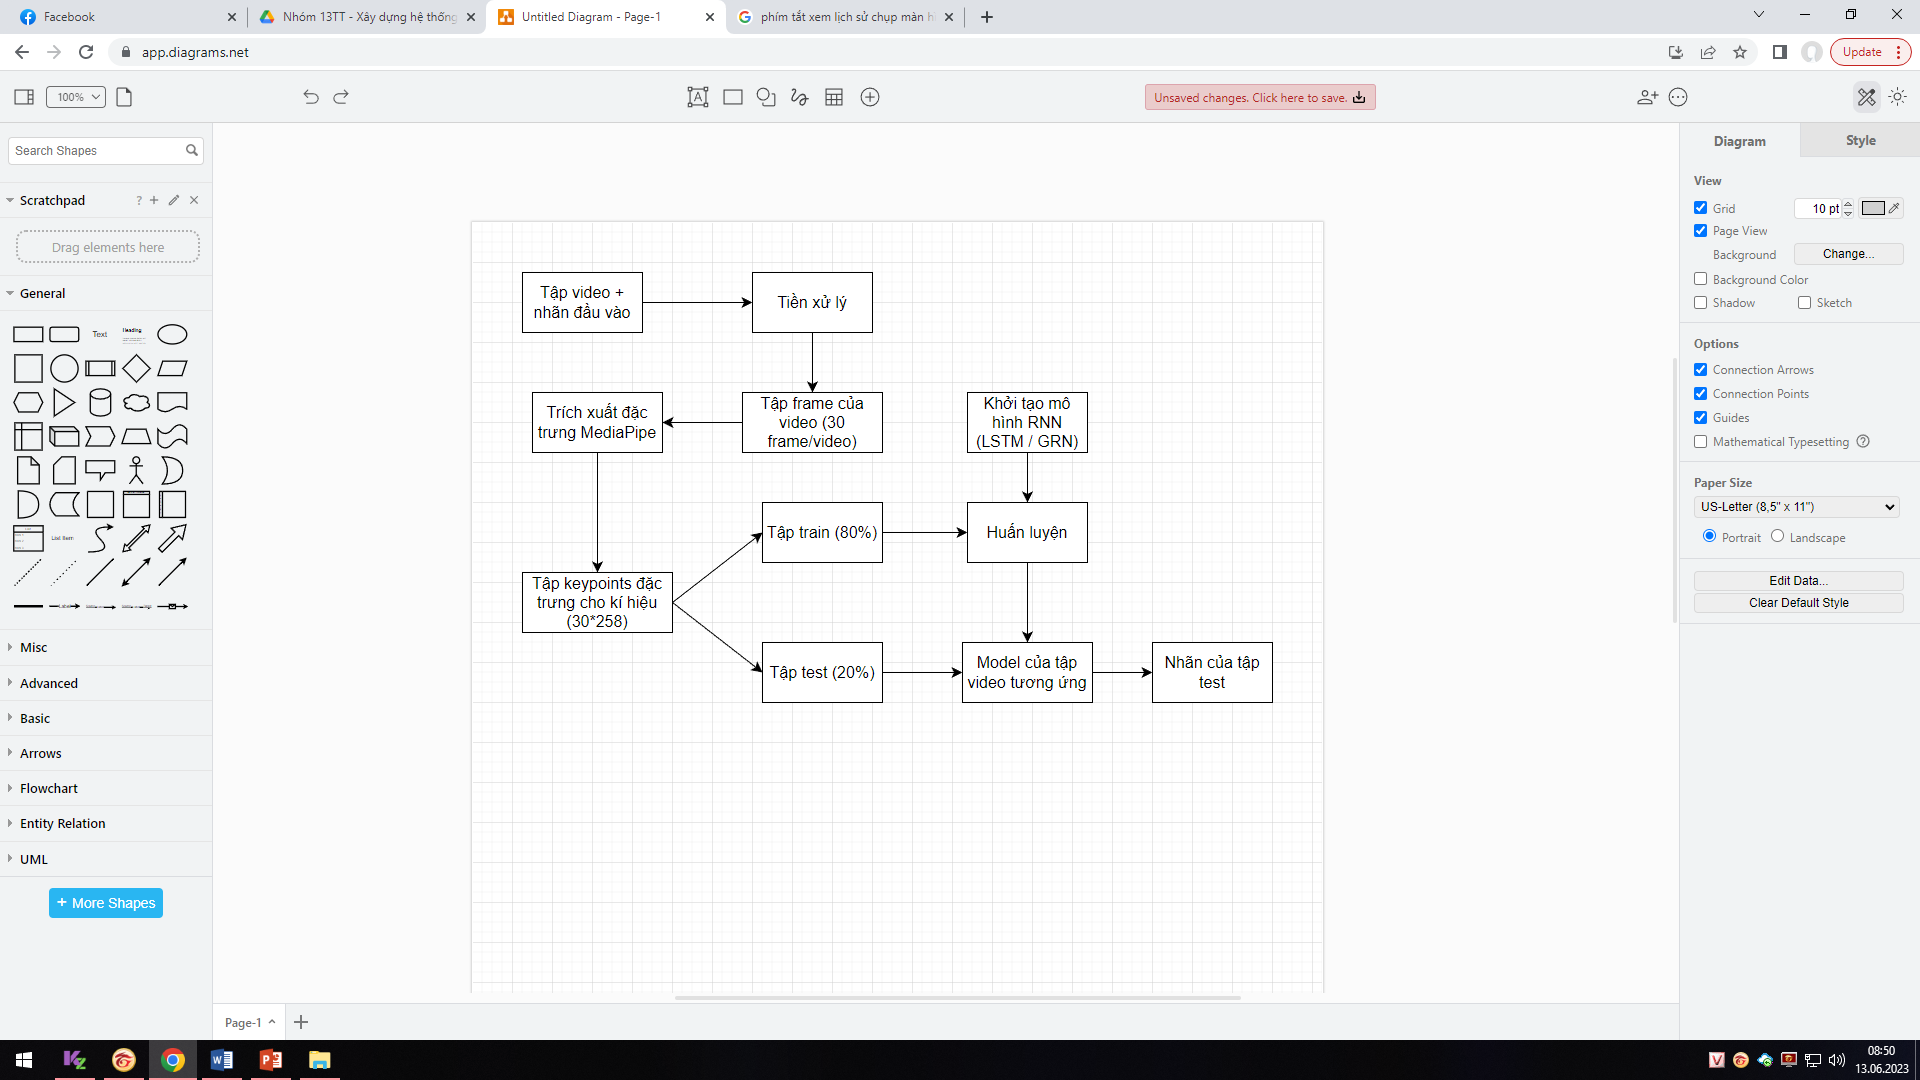 Facebook
Nhóm 13TT - Xây dựng hệ thống
Untitled Diagram - Page-1
phím tắt xem lịch sử chụp màn h
app.diagrams.net
Update
100%
Unsaved changes. Click here to save.
Search Shapes
Scratchpad
?
Drag elements here
General
Text
Heading
List Item
Label
Misc
Advanced
Basic
Arrows
Flowchart
Entity Relation
UML
+ More Shapes
Tập video +
nhãn đầu vào
Tiền xử lý
Trích xuất đặc
trưng MediaPipe
Tập frame của
video (30
frame/video)
Khởi tạo mô
hình RNN
(LSTM / GRN)
Tập train (80%)
Huấn luyện
Tập keypoints đặc
trưng cho kí hiệu
(30*258)
Tập test (20%)
Model của tập
video tương ứng
Nhãn của tập
test
Diagram
Style
View
Grid
10 pt
Page View
Background
Change...
Background Color
Shadow
Sketch
Options
Connection Arrows
Connection Points
Guides
Mathematical Typesetting
Paper Size
US-Letter (8,5" x 11")
Portrait
Landscape
Edit Data...
Clear Default Style
Page-1
08:50
13.06.2023